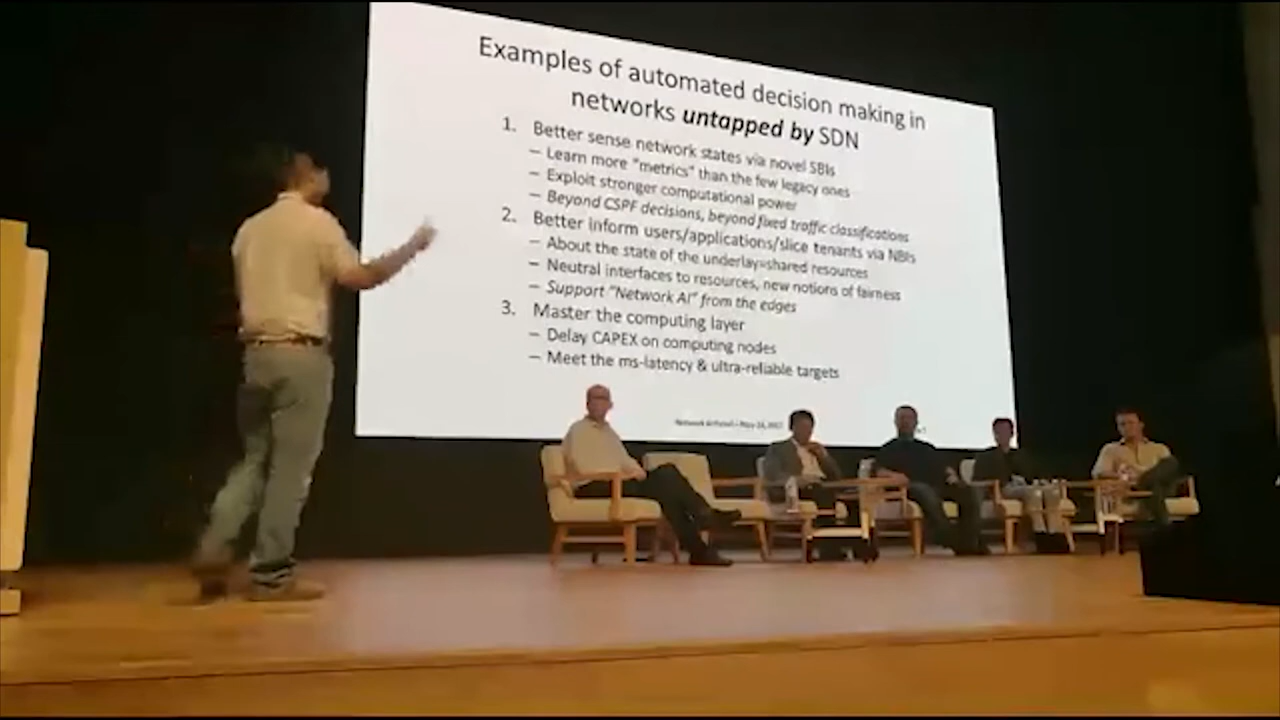 Examples of automated decision making in
networks untapped by SDN
1. Better sense network states via novel SBIs
– Learn more "metrics" than the few legacy ones
– Exploit stronger computational power
– Beyond CSPF decisions, beyond fixed traffic classifications
2. Better inform users/applications/slice tenants via NBIs
– About the state of the underlay=shared resources
– Neutral interfaces to resources, new notions of fairness
– Support "Network AI" from the edges
3. Master the computing layer
– Delay CAPEX on computing nodes
– Meet the ms-latency & ultra-reliable targets